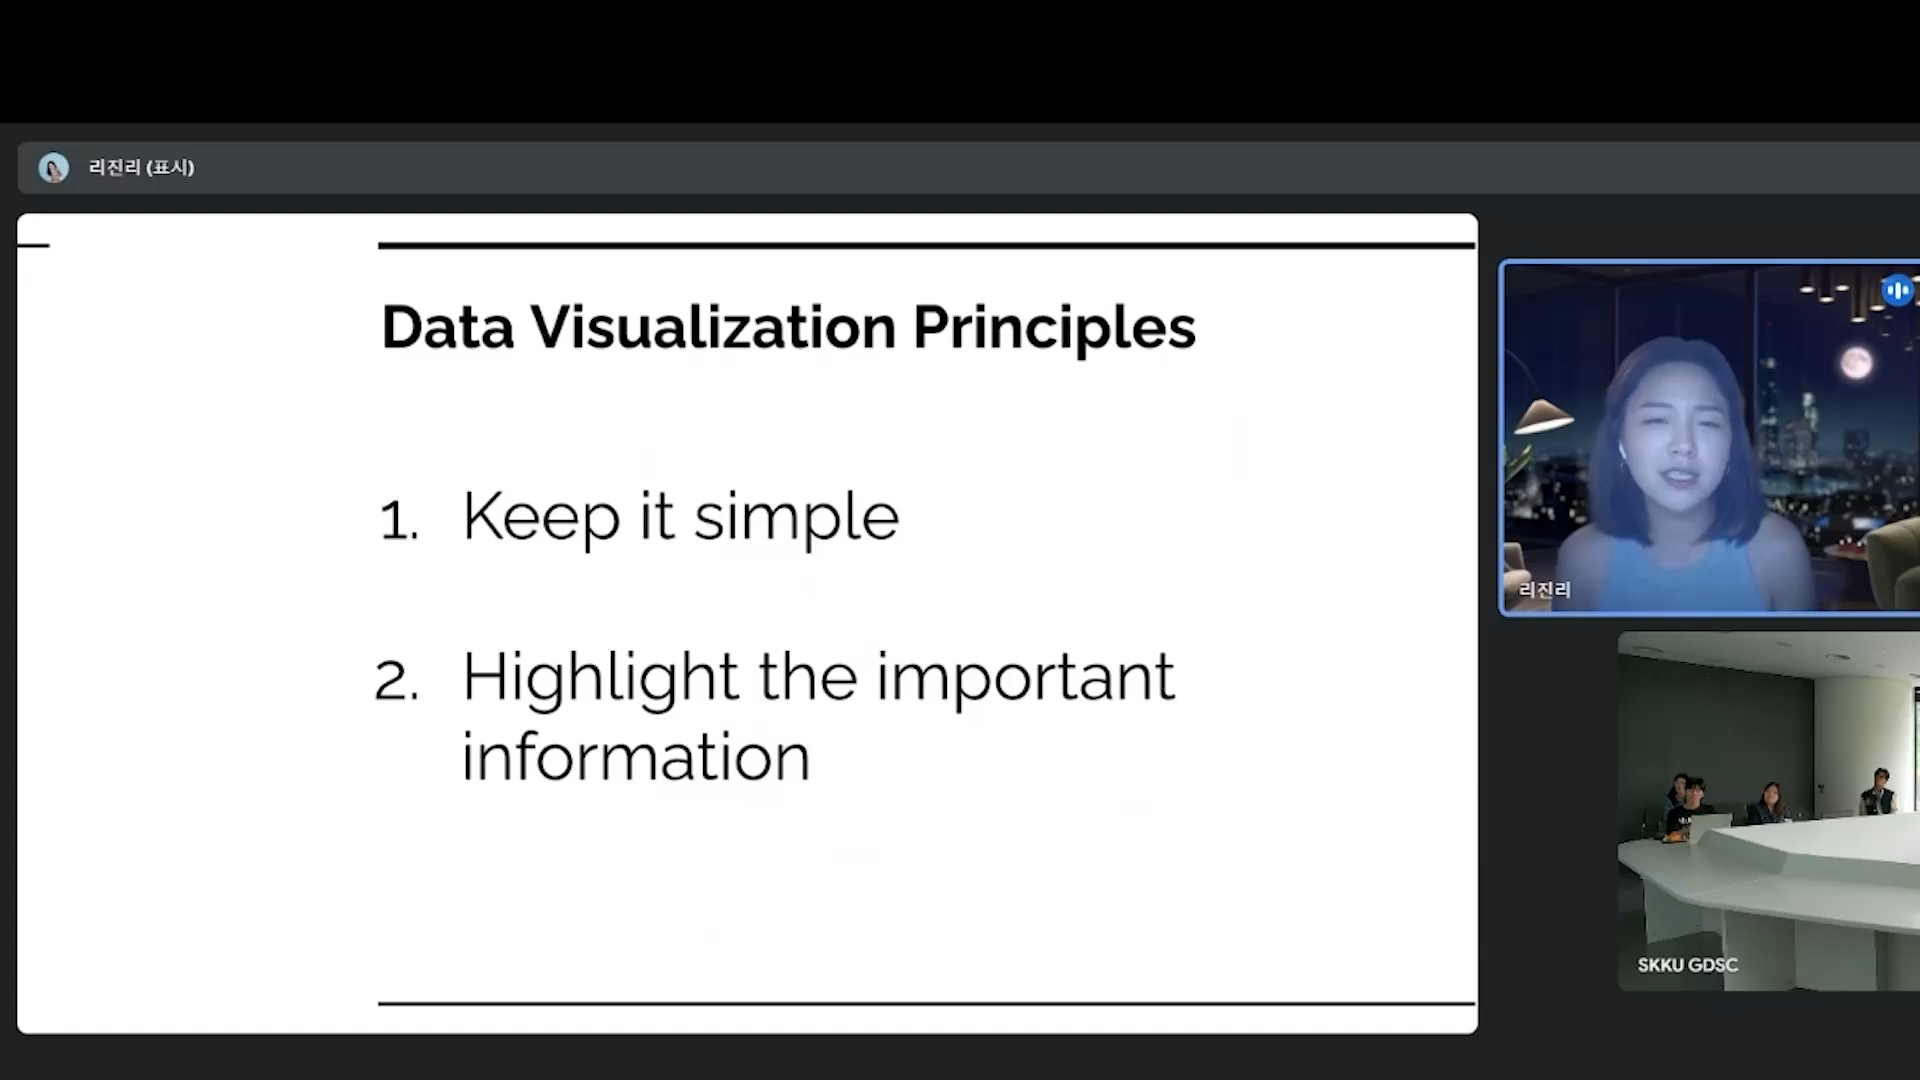 리진리 (표시)
Data Visualization Principles
1. Keep it simple
2. Highlight the important
information
리진리
SKKU GDSC